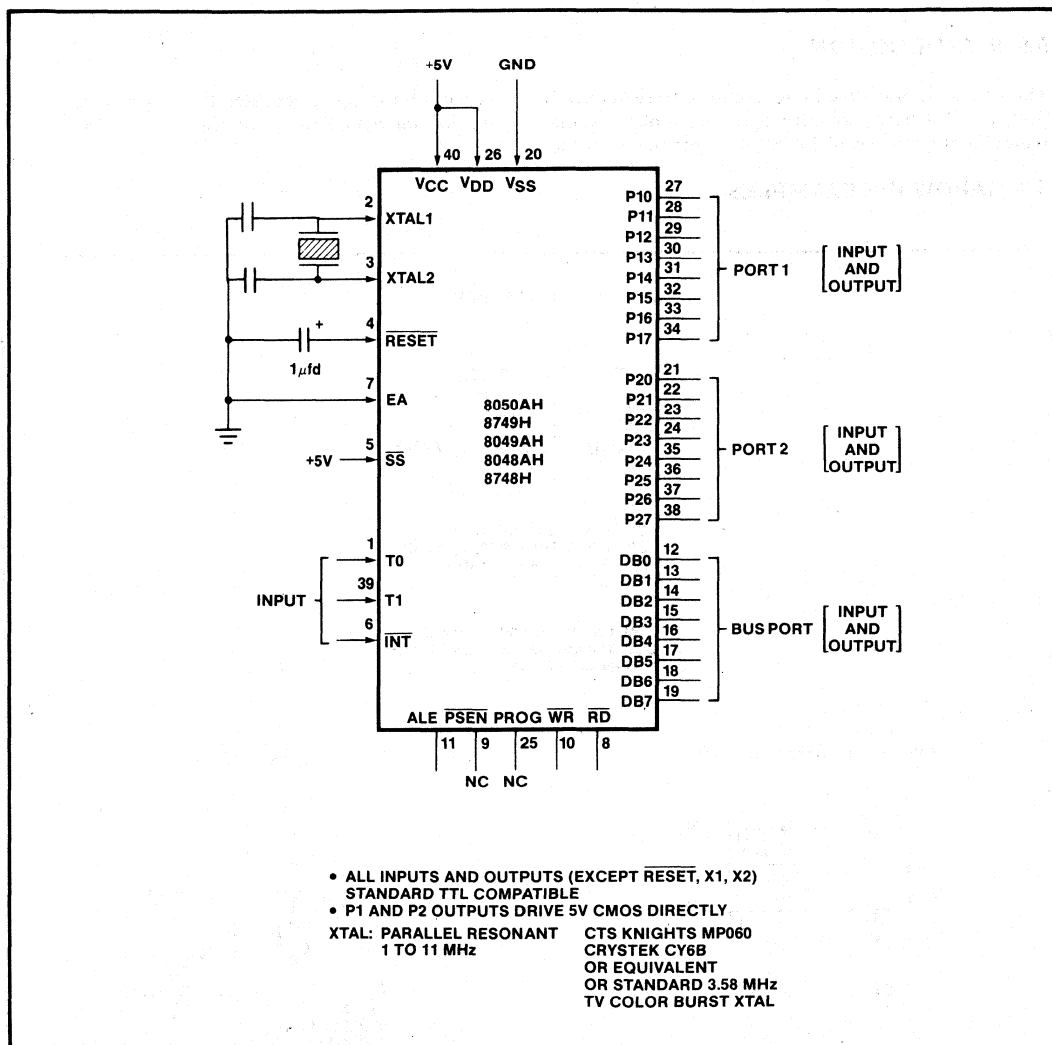 +5V GND
40 26 20
VCC VDD VSS
2
XTAL1
3
XTAL2
4
+
RESET
1μfd
7
EA
5
+5V SS
1
T0
39
INPUT T1
6
INT
8050AH
8749H
8049AH
8048AH
8748H
P10 27
P11 28
P12 29
P13 30
P14 31
P15 32
P16 33
P17 34
PORT 1
INPUT
AND
OUTPUT
P20 21
P21 22
P22 23
P23 24
P24 35
P25 36
P26 37
P27 38
PORT 2
INPUT
AND
OUTPUT
DB0 12
DB1 13
DB2 14
DB3 15
DB4 16
DB5 17
DB6 18
DB7 19
BUS PORT
INPUT
AND
OUTPUT
ALE PSEN PROG WR RD
11 9 25 10 8
NC NC
• ALL INPUTS AND OUTPUTS (EXCEPT RESET, X1, X2)
STANDARD TTL COMPATIBLE
• P1 AND P2 OUTPUTS DRIVE 5V CMOS DIRECTLY
XTAL: PARALLEL RESONANT CTS KNIGHTS MP060
1 TO 11 MHz CRYSTEK CY6B
OR EQUIVALENT
OR STANDARD 3.58 MHz
TV COLOR BURST XTAL